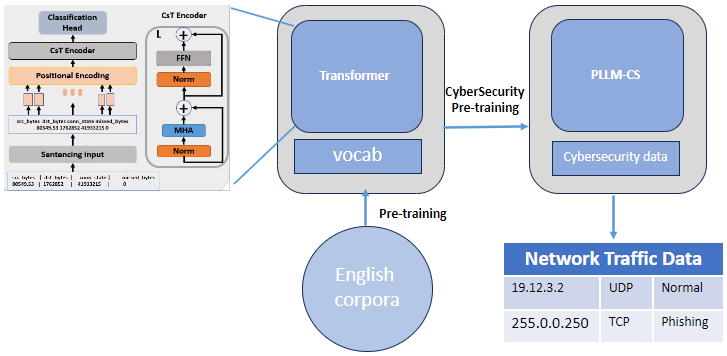 Classification
Head
CsT Encoder
Positional Encoding
src_bytes dst_bytes conn_state missed_bytes
80549.53 1762852 41933215 0
Sentencing Input
src_bytes | dst_bytes | conn_state | missed_bytes
80549.53 | 1762852 | 41933215 | 0
CsT Encoder
L
FFN
Norm
MHA
Norm
Transformer
vocab
Pre-training
English
corpora
CyberSecurity
Pre-training
PLLM-CS
Cybersecurity data
Network Traffic Data
19.12.3.2 UDP Normal
255.0.0.250 TCP Phishing